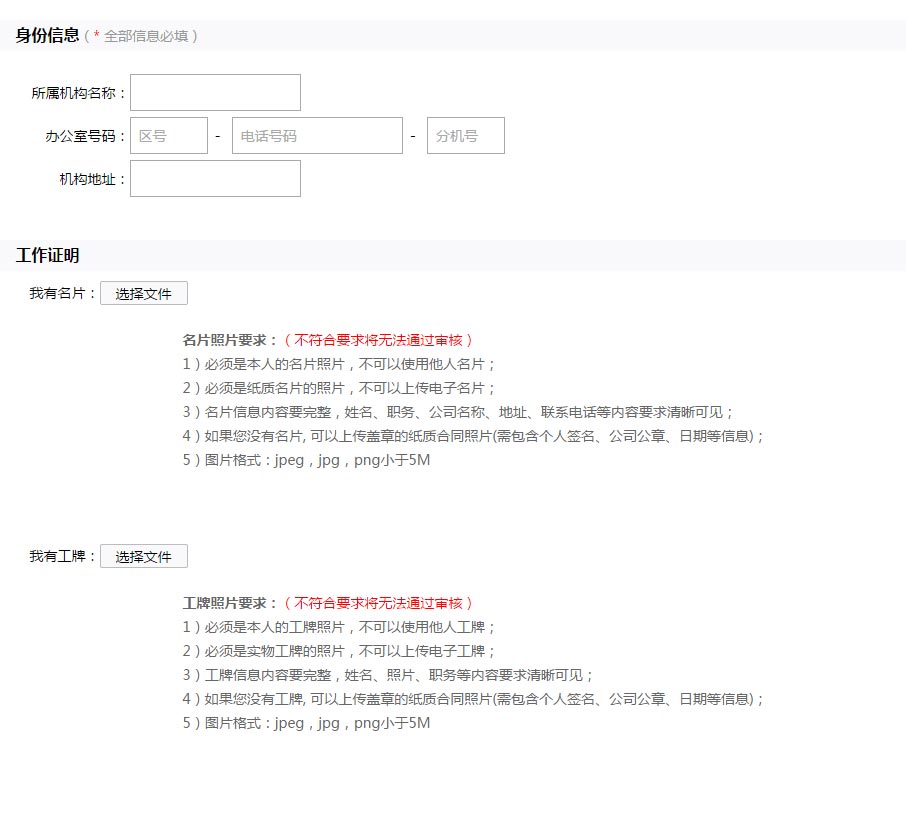 身份信息（ * 全部信息必填 ）
所属机构名称：
办公室号码： 区号 - 电话号码 - 分机号
机构地址：
工作证明
我有名片： 选择文件
名片照片要求：（ 不符合要求将无法通过审核 ）
1 ）必须是本人的名片照片，不可以使用他人名片；
2 ）必须是纸质名片的照片，不可以上传电子名片；
3 ）名片信息内容要完整，姓名、职务、公司名称、地址、联系电话等内容要求清晰可见；
4 ）如果您没有名片, 可以上传盖章的纸质合同照片(需包含个人签名、公司公章、日期等信息)；
5 ）图片格式：jpeg，jpg，png小于5M
我有工牌： 选择文件
工牌照片要求：（ 不符合要求将无法通过审核 ）
1 ）必须是本人的工牌照片，不可以使用他人工牌；
2 ）必须是实物工牌的照片，不可以上传电子工牌；
3 ）工牌信息内容要完整，姓名、照片、职务等内容要求清晰可见；
4 ）如果您没有工牌, 可以上传盖章的纸质合同照片(需包含个人签名、公司公章、日期等信息)；
5 ）图片格式：jpeg，jpg，png小于5M